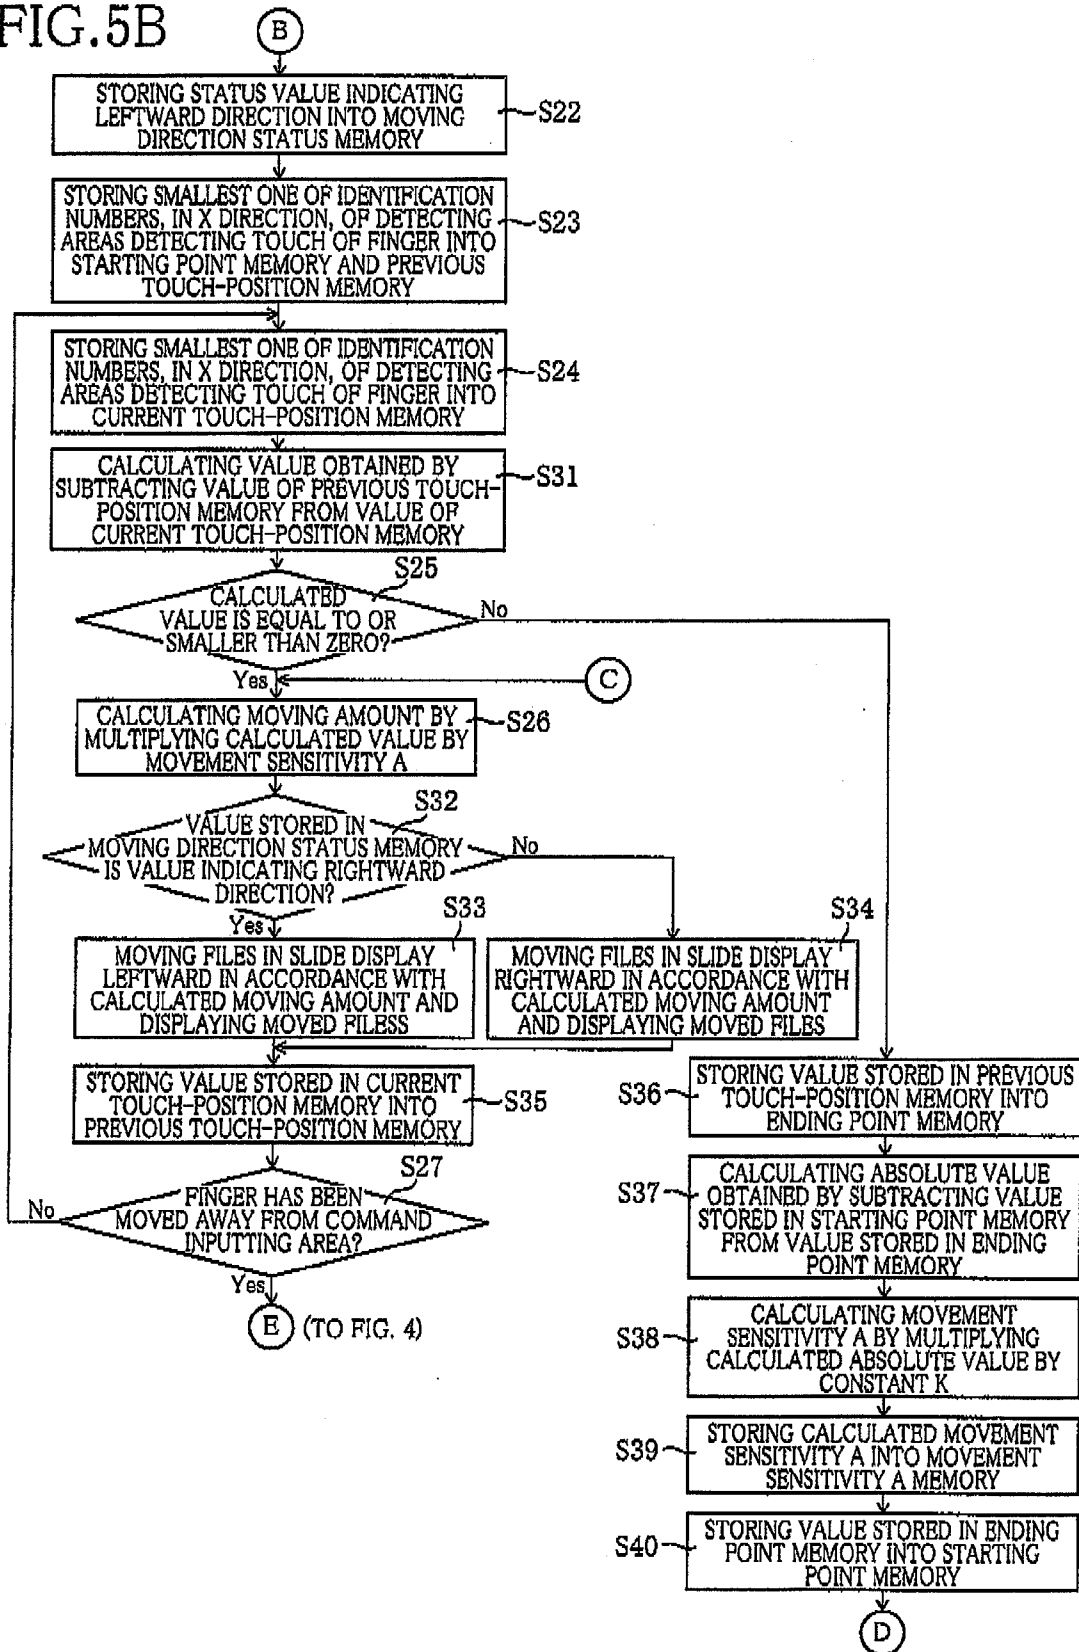 FIG.5B
B
STORING STATUS VALUE INDICATING
LEFTWARD DIRECTION INTO MOVING
DIRECTION STATUS MEMORY
S22
STORING SMALLEST ONE OF IDENTIFICATION
NUMBERS, IN X DIRECTION, OF DETECTING
AREAS DETECTING TOUCH OF FINGER INTO
STARTING POINT MEMORY AND PREVIOUS
TOUCH-POSITION MEMORY
S23
STORING SMALLEST ONE OF IDENTIFICATION
NUMBERS, IN X DIRECTION, OF DETECTING
AREAS DETECTING TOUCH OF FINGER INTO
CURRENT TOUCH-POSITION MEMORY
S24
CALCULATING VALUE OBTAINED BY
SUBTRACTING VALUE OF PREVIOUS TOUCH-
POSITION MEMORY FROM VALUE OF
CURRENT TOUCH-POSITION MEMORY
S31
S25
CALCULATED
VALUE IS EQUAL TO OR
SMALLER THAN ZERO?
No
Yes
C
CALCULATING MOVING AMOUNT BY
MULTIPLYING CALCULATED VALUE BY
MOVEMENT SENSITIVITY A
S26
S32
VALUE STORED IN
MOVING DIRECTION STATUS MEMORY
IS VALUE INDICATING RIGHTWARD
DIRECTION?
No
Yes
S33
MOVING FILES IN SLIDE DISPLAY
LEFTWARD IN ACCORDANCE WITH
CALCULATED MOVING AMOUNT AND
DISPLAYING MOVED FILESS
S34
MOVING FILES IN SLIDE DISPLAY
RIGHTWARD IN ACCORDANCE WITH
CALCULATED MOVING AMOUNT
AND DISPLAYING MOVED FILES
STORING VALUE STORED IN CURRENT
TOUCH-POSITION MEMORY INTO
PREVIOUS TOUCH-POSITION MEMORY
S35
S27
FINGER HAS BEEN
MOVED AWAY FROM COMMAND
INPUTTING AREA?
No
Yes
E (TO FIG. 4)
S36
STORING VALUE STORED IN PREVIOUS
TOUCH-POSITION MEMORY INTO
ENDING POINT MEMORY
S37
CALCULATING ABSOLUTE VALUE
OBTAINED BY SUBTRACTING VALUE
STORED IN STARTING POINT MEMORY
FROM VALUE STORED IN ENDING
POINT MEMORY
S38
CALCULATING MOVEMENT
SENSITIVITY A BY MULTIPLYING
CALCULATED ABSOLUTE VALUE BY
CONSTANT K
S39
STORING CALCULATED MOVEMENT
SENSITIVITY A INTO MOVEMENT
SENSITIVITY A MEMORY
S40
STORING VALUE STORED IN ENDING
POINT MEMORY INTO STARTING
POINT MEMORY
D